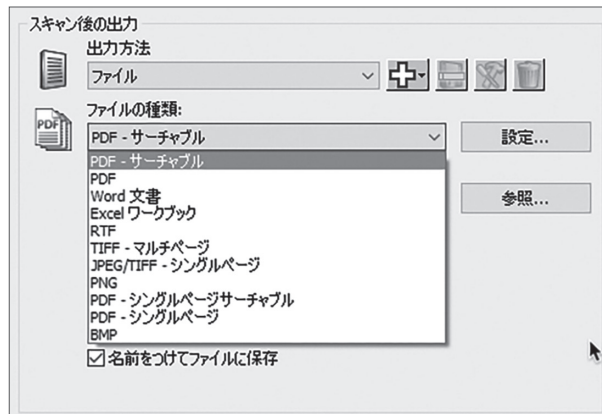 スキャン後の出力
出力方法
ファイル
ファイルの種類:
PDF
PDF - サーチャブル
設定...
PDF - サーチャブル
PDF
Word 文書
Excel ワークブック
RTF
TIFF - マルチページ
JPEG/TIFF - シングルページ
PNG
PDF - シングルページサーチャブル
PDF - シングルページ
BMP
参照...
名前をつけてファイルに保存